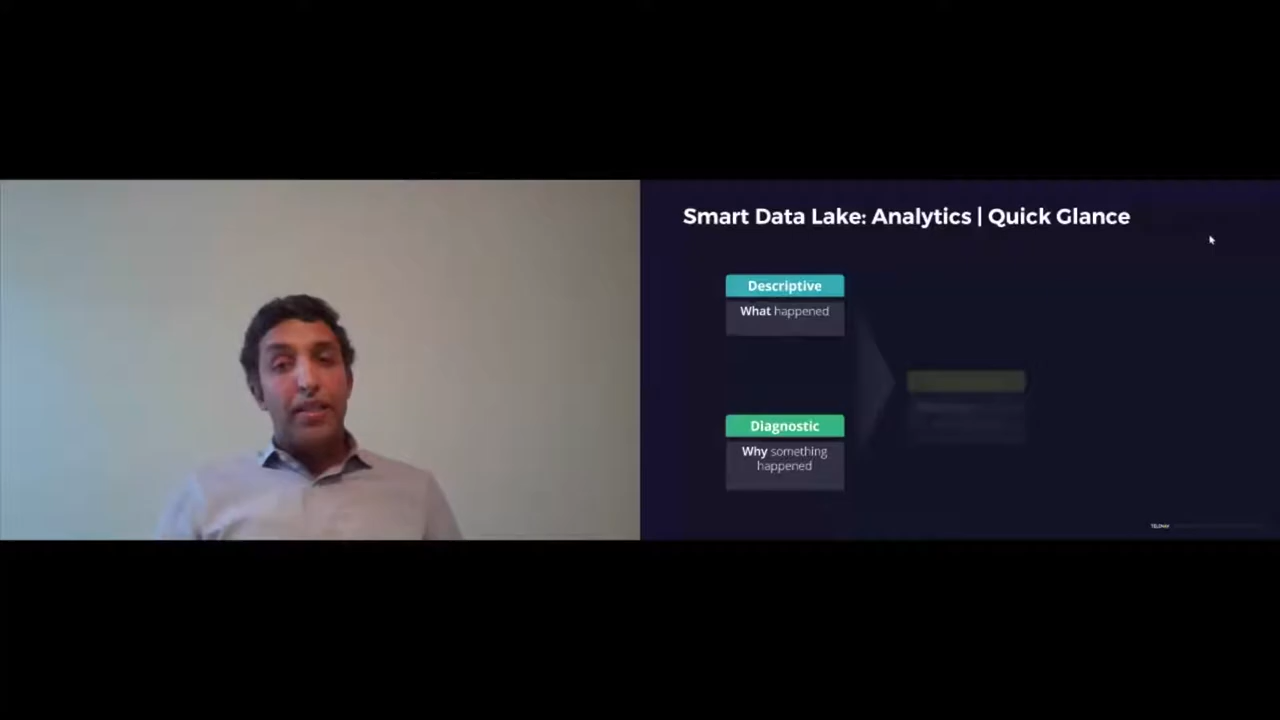 Smart Data Lake: Analytics | Quick Glance
Descriptive
What happened
Diagnostic
Why something
happened